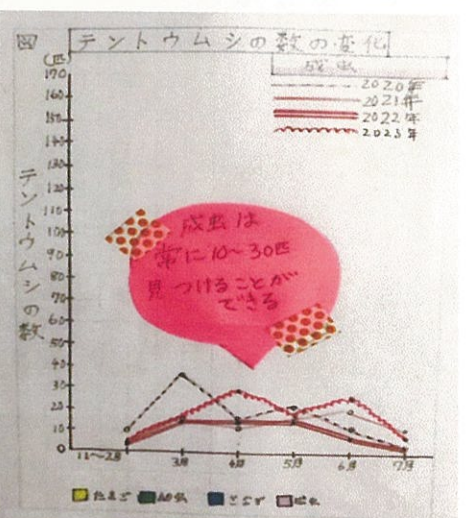 図 テントウムシの数の変化
成虫
2020年
2021年
2022年
2023年
(匹)
170
160
150
140
130
120
110
100
90
80
70
60
50
40
30
20
10
0
テントウムシの数
成虫は
常に10～30匹
見つけることが
できる
11～2月 3月 4月 5月 6月 7月
たまご 幼虫 さなぎ 成虫